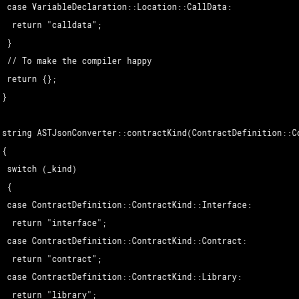 case VariableDeclaration::Location::CallData:
return "calldata";
}
// To make the compiler happy
return {};
}
string ASTJsonConverter::contractKind(ContractDefinition::Co
{
switch (_kind)
{
case ContractDefinition::ContractKind::Interface:
return "interface";
case ContractDefinition::ContractKind::Contract:
return "contract";
case ContractDefinition::ContractKind::Library:
return "library";